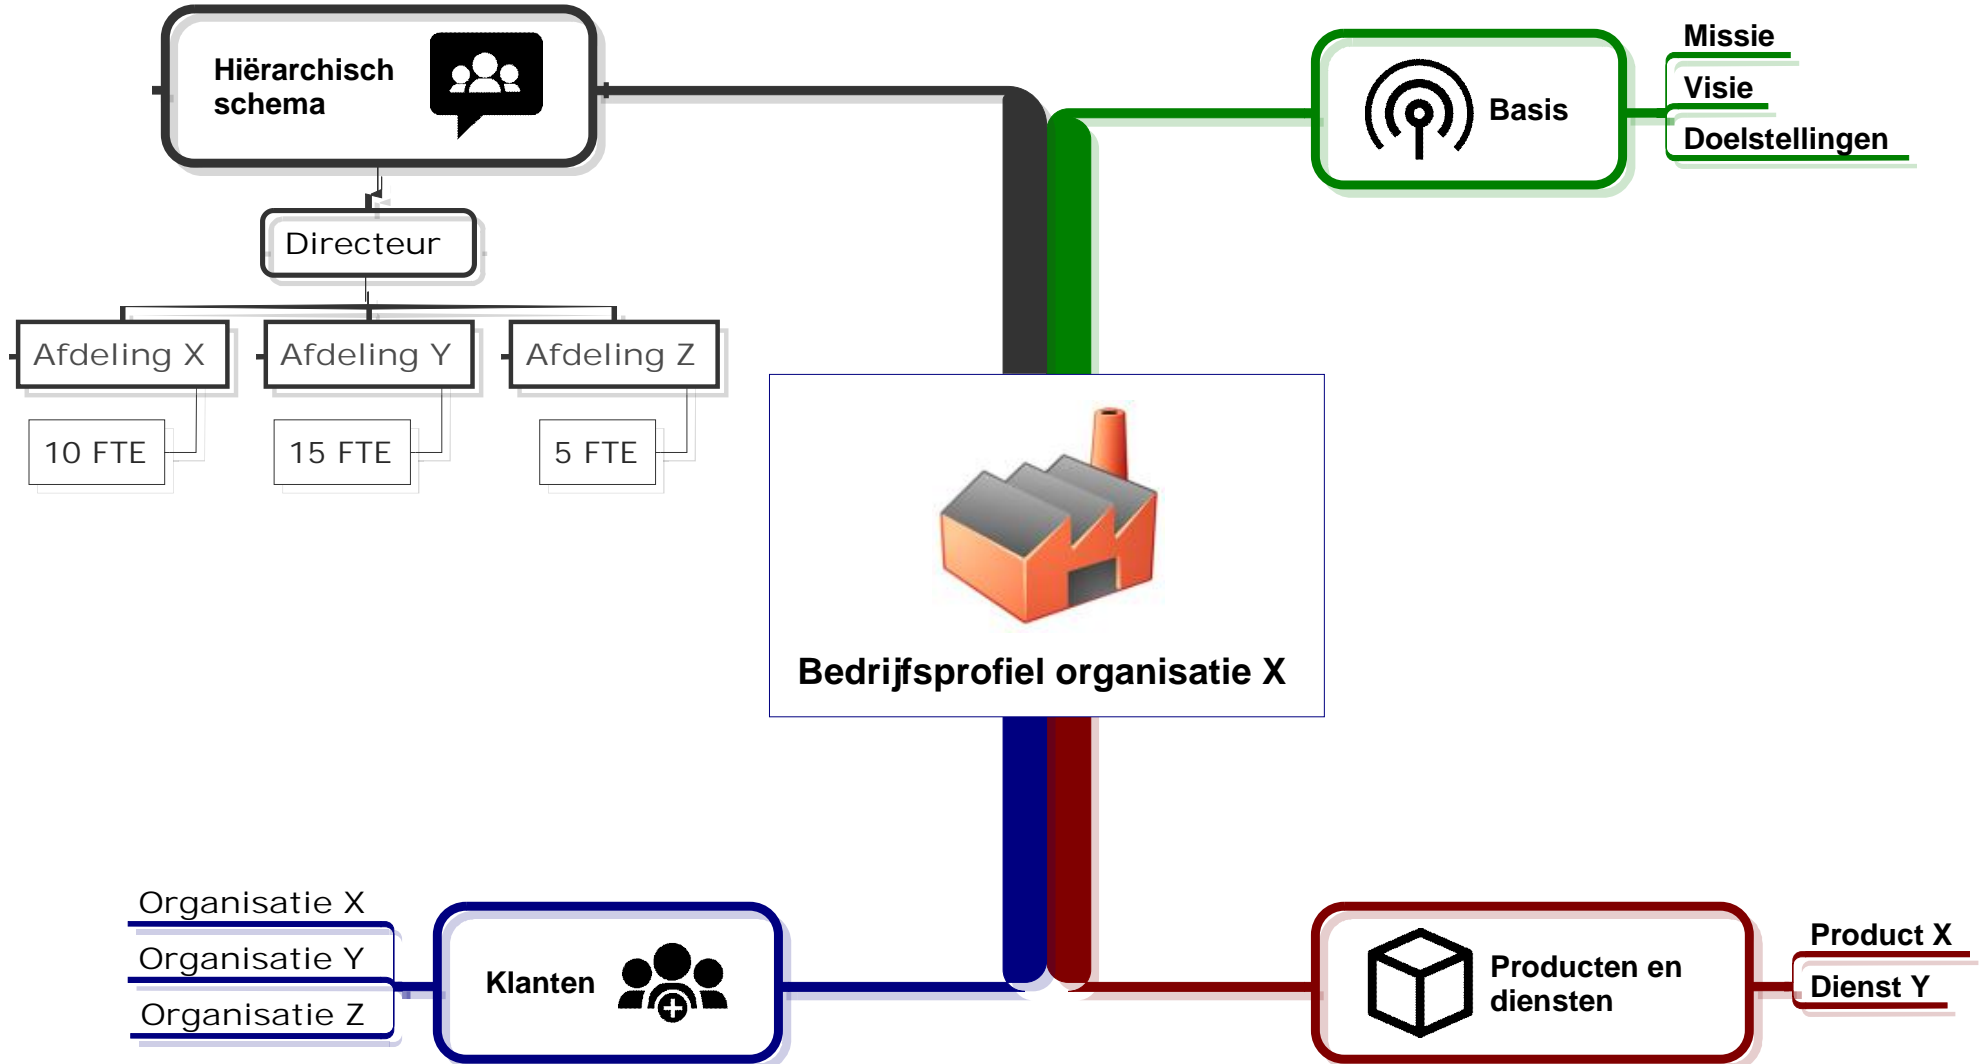 Hiërarchisch
schema
Directeur
Afdeling X
Afdeling Y
Afdeling Z
10 FTE
15 FTE
5 FTE
Basis
Missie
Visie
Doelstellingen
Bedrijfsprofiel organisatie X
Organisatie X
Organisatie Y
Organisatie Z
Klanten
Producten en
diensten
Product X
Dienst Y